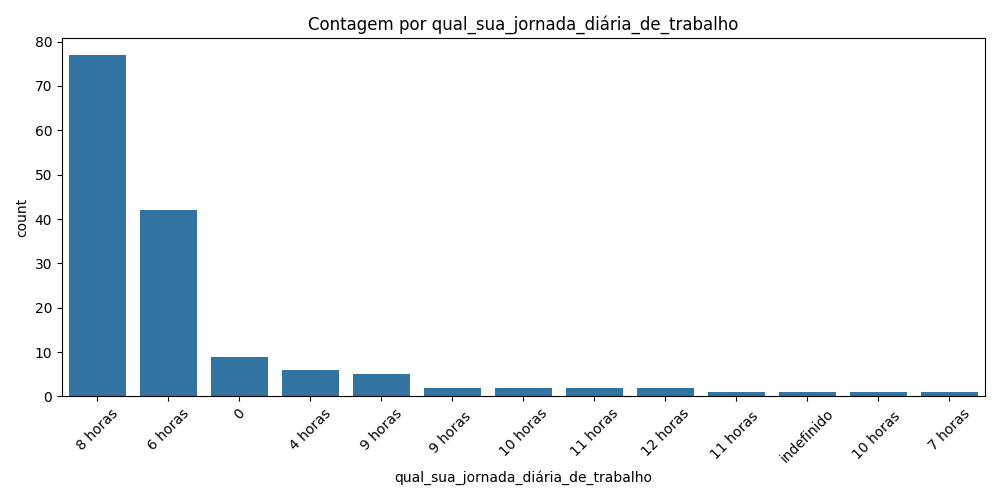 Contagem por qual_sua_jornada_diária_de_trabalho
80
70
60
50
40
30
20
10
0
count
8 horas
6 horas
0
4 horas
9 horas
9 horas
10 horas
11 horas
12 horas
11 horas
indefinido
10 horas
7 horas
qual_sua_jornada_diária_de_trabalho